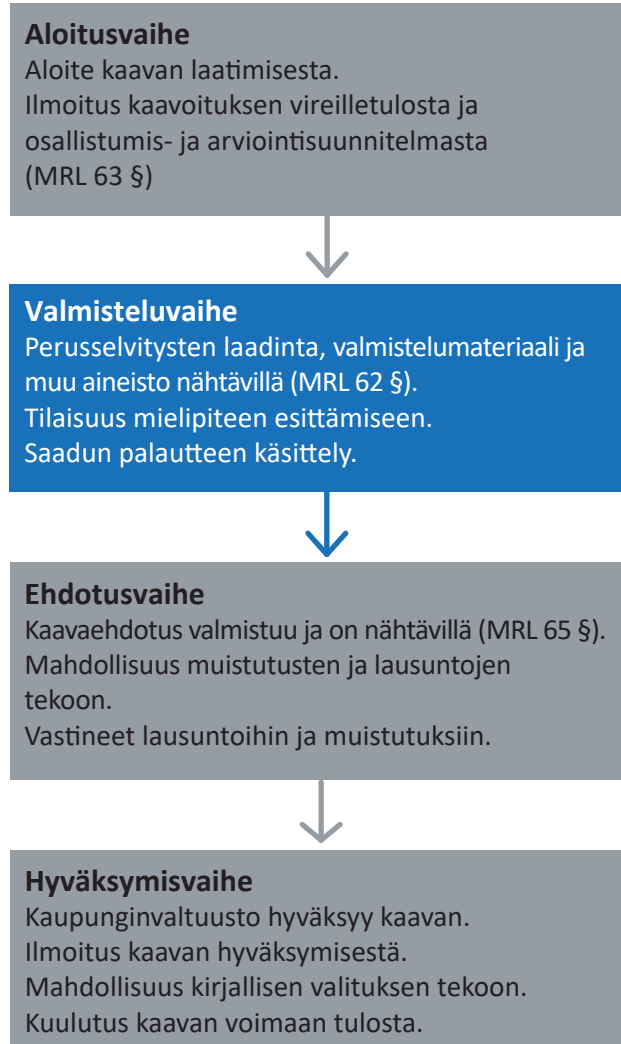 Aloitusvaihe
Aloite kaavan laatimisesta.
Ilmoitus kaavoituksen vireilletulosta ja
osallistumis- ja arviointisuunnitelmasta
(MRL 63 §)
Valmisteluvaihe
Perusselvitysten laadinta, valmistelumateriaali ja
muu aineisto nähtävillä (MRL 62 §).
Tilaisuus mielipiteen esittämiseen.
Saadun palautteen käsittely.
Ehdotusvaihe
Kaavaehdotus valmistuu ja on nähtävillä (MRL 65 §).
Mahdollisuus muistutusten ja lausuntojen
tekoon.
Vastineet lausuntoihin ja muistutuksiin.
Hyväksymisvaihe
Kaupunginvaltuusto hyväksyy kaavan.
Ilmoitus kaavan hyväksymisestä.
Mahdollisuus kirjallisen valituksen tekoon.
Kuulutus kaavan voimaan tulosta.